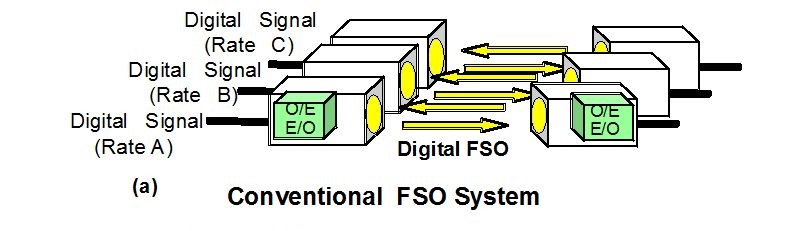 Digital Signal
(Rate C)
Digital Signal
(Rate B)
Digital Signal
(Rate A)
O/E
E/O
O/E
E/O
Digital FSO
(a)
Conventional FSO System